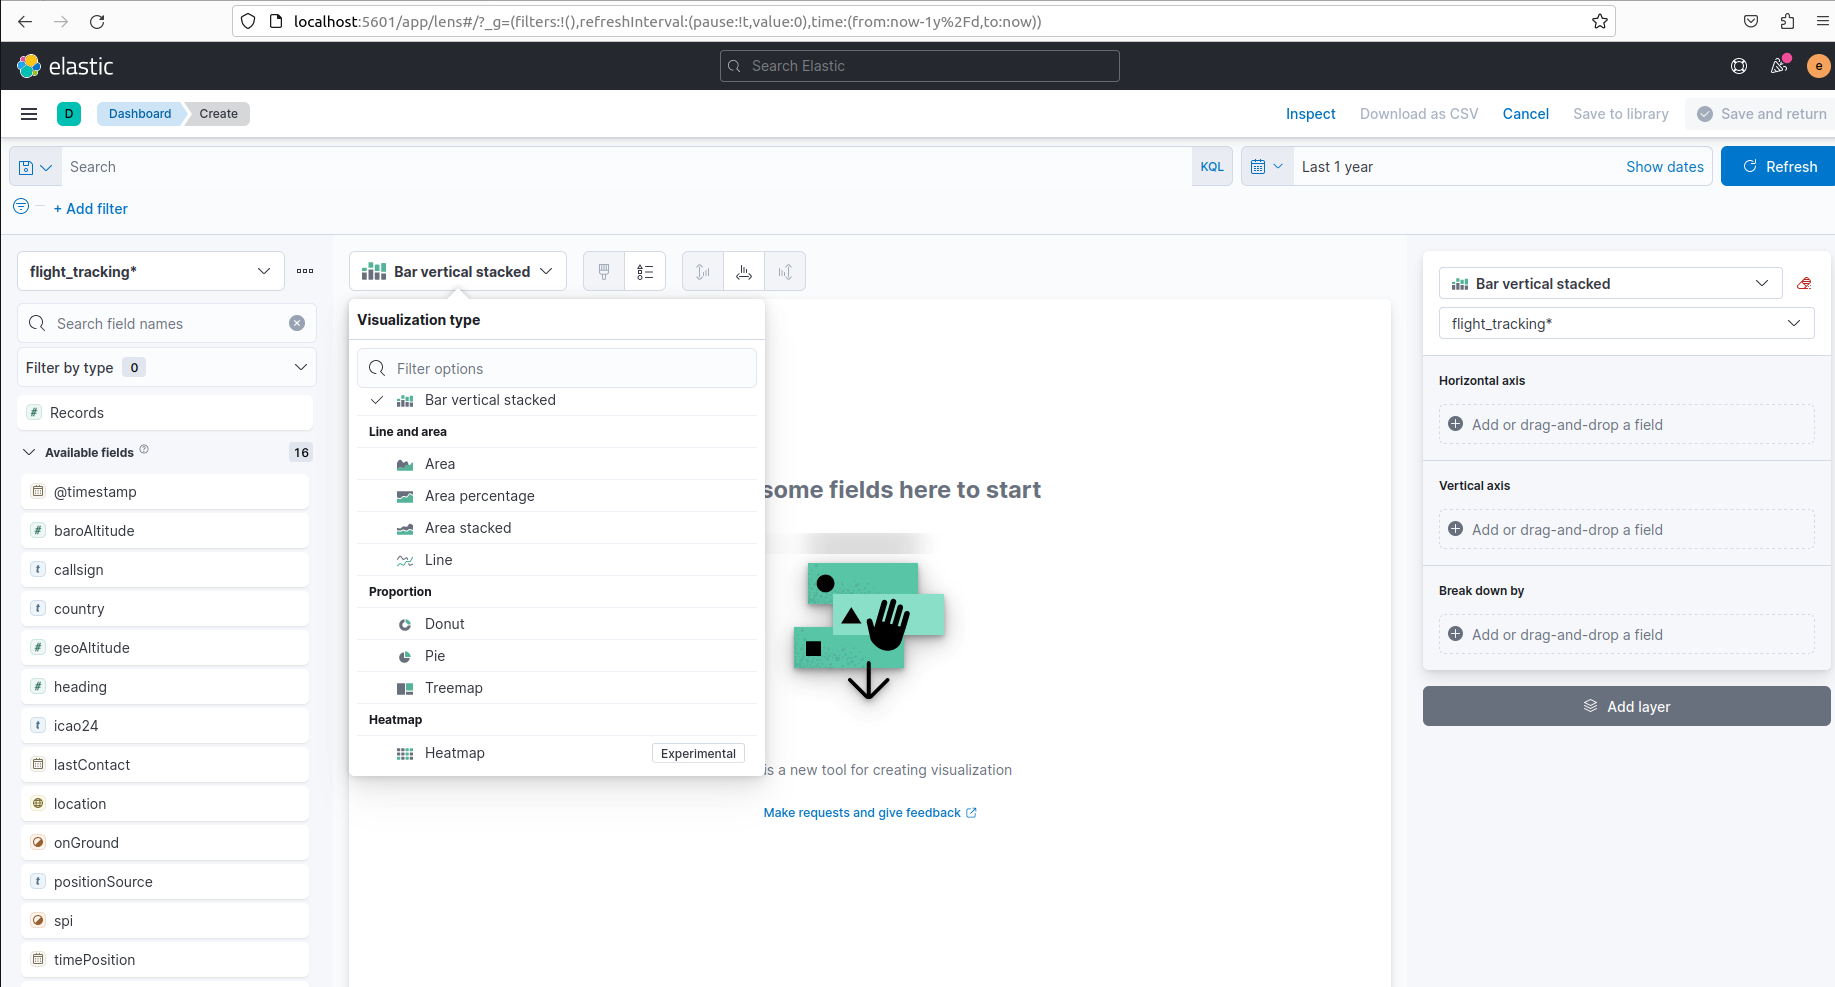 localhost:5601/app/lens#/?_g=(filters:!(),refreshInterval:(pause:!t,value:0),time:(from:now-1y%2Fd,to:now))
elastic
Search Elastic
e
D
Dashboard
Create
Inspect
Download as CSV
Cancel
Save to library
Save and return
Search
KQL
Last 1 year
Show dates
Refresh
+ Add filter
flight_tracking*
Search field names
Filter by type 0
# Records
Available fields 16
@timestamp
# baroAltitude
t callsign
t country
# geoAltitude
# heading
t icao24
lastContact
location
onGround
t positionSource
spi
timePosition
Bar vertical stacked
Visualization type
Filter options
Bar vertical stacked
Line and area
Area
Area percentage
Area stacked
Line
Proportion
Donut
Pie
Treemap
Heatmap
Heatmap Experimental
some fields here to start
is a new tool for creating visualization
Make requests and give feedback
Bar vertical stacked
flight_tracking*
Horizontal axis
Add or drag-and-drop a field
Vertical axis
Add or drag-and-drop a field
Break down by
Add or drag-and-drop a field
Add layer